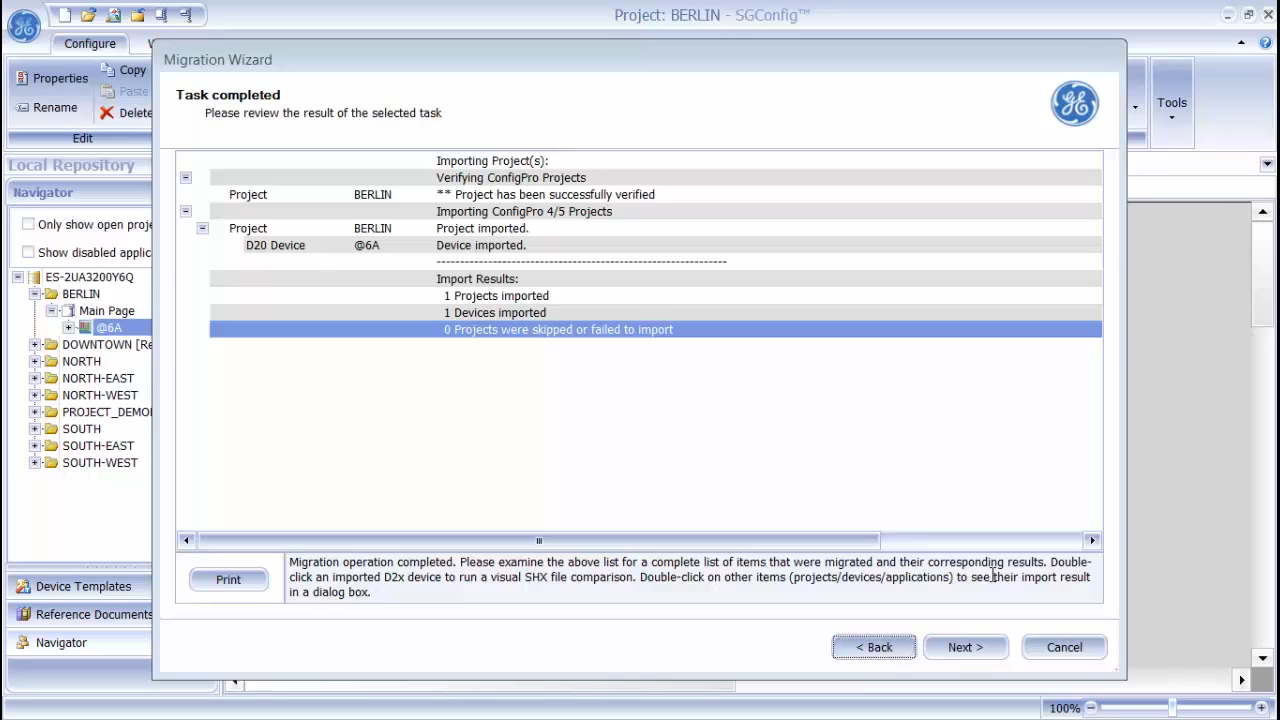 Project: BERLIN - SGConfig™
Configure
Properties
Copy
Paste
Rename
Delete
Edit
Tools
Local Repository
Navigator
Only show open proje
Show disabled applic
ES-2UA3200Y6Q
BERLIN
Main Page
@6A
DOWNTOWN [Re
NORTH
NORTH-EAST
NORTH-WEST
PROJECT_DEMO
SOUTH
SOUTH-EAST
SOUTH-WEST
Device Templates
Reference Documents
Navigator
Migration Wizard
Task completed
Please review the result of the selected task
Importing Project(s):
Verifying ConfigPro Projects
Project BERLIN ** Project has been successfully verified
Importing ConfigPro 4/5 Projects
Project BERLIN Project imported.
D20 Device @6A Device imported.
------------------------------------------------------------
Import Results:
1 Projects imported
1 Devices imported
0 Projects were skipped or failed to import
Print
Migration operation completed. Please examine the above list for a complete list of items that were migrated and their corresponding results. Double-
click an imported D2x device to run a visual SHX file comparison. Double-click on other items (projects/devices/applications) to see their import result
in a dialog box.
< Back
Next >
Cancel
100%